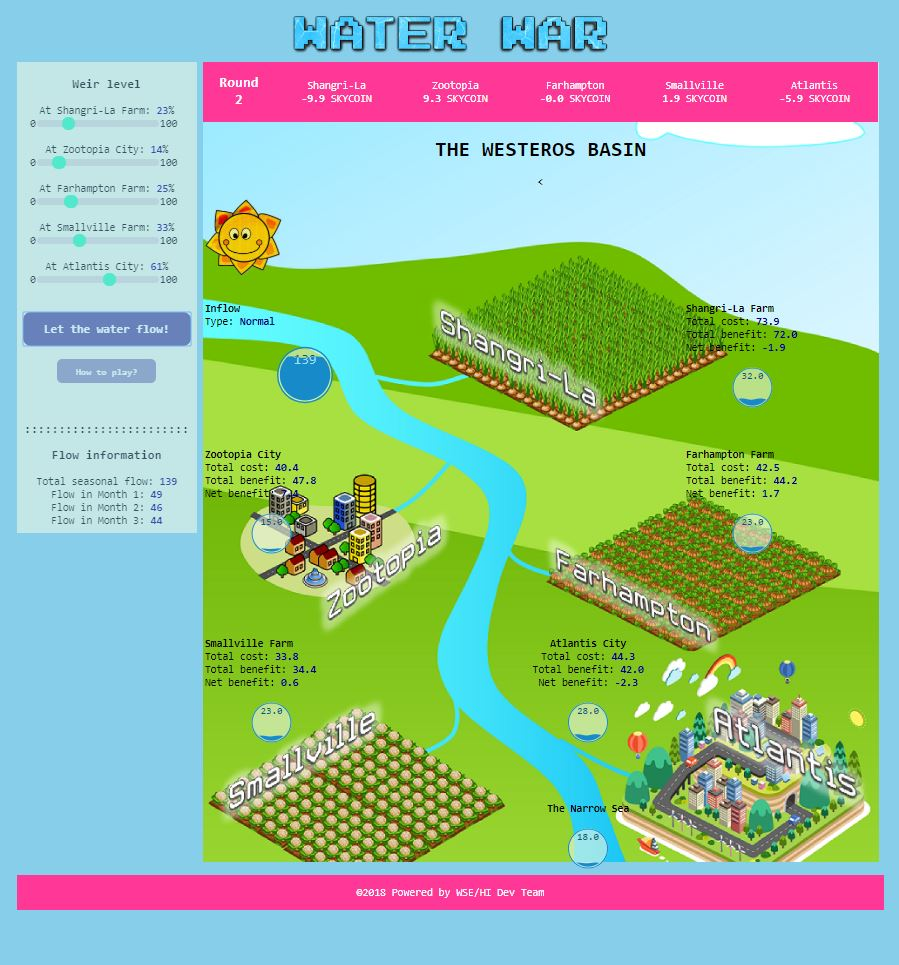 WATER WAR
Weir level
At Shangri-La Farm: 23%
0 100
At Zootopia City: 14%
0 100
At Farhampton Farm: 25%
0 100
At Smallville Farm: 33%
0 100
At Atlantis City: 61%
0 100
Let the water flow!
How to play?
::::::::::::::::::::::::
Flow information
Total seasonal flow: 139
Flow in Month 1: 49
Flow in Month 2: 46
Flow in Month 3: 44
Round
2
Shangri-La
-9.9 SKYCOIN
Zootopia
9.3 SKYCOIN
Farhampton
-0.0 SKYCOIN
Smallville
1.9 SKYCOIN
Atlantis
-5.9 SKYCOIN
THE WESTEROS BASIN
<
Inflow
Type: Normal
139
Shangri-La
Shangri-La Farm
Total cost: 73.9
Total benefit: 72.0
Net benefit: -1.9
32.0
Zootopia City
Total cost: 40.4
Total benefit: 47.8
Net benefit: 7.4
15.0
Zootopia
Farhampton Farm
Total cost: 42.5
Total benefit: 44.2
Net benefit: 1.7
23.0
Farhampton
Smallville Farm
Total cost: 33.8
Total benefit: 34.4
Net benefit: 0.6
23.0
Smallville
Atlantis City
Total cost: 44.3
Total benefit: 42.0
Net benefit: -2.3
28.0
Atlantis
The Narrow Sea
18.0
©2018 Powered by WSE/HI Dev Team